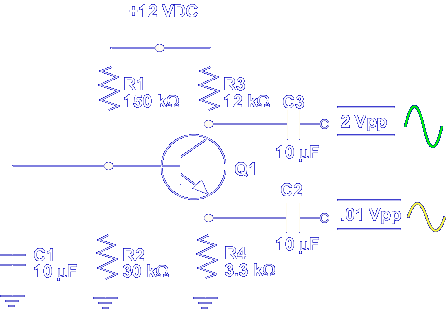 +12 VDC
R1
150 kΩ
R3
12 kΩ
C3
10 µF
2 Vpp
Q1
C2
10 µF
.01 Vpp
C1
10 µF
R2
30 kΩ
R4
3.3 kΩ